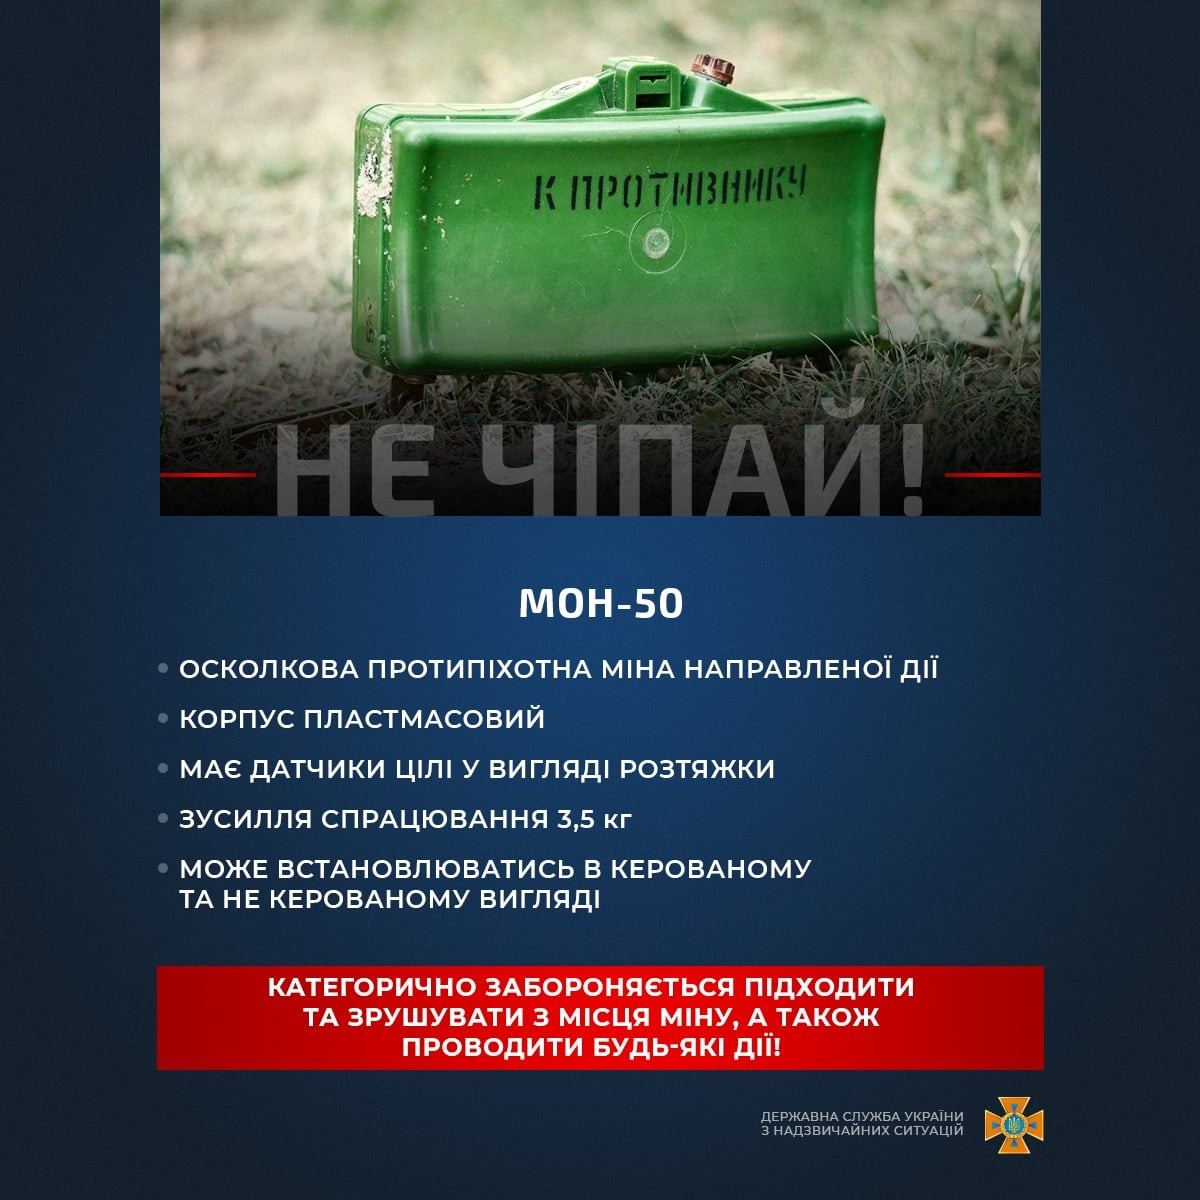 К ПРОТИВНИКУ
НЕ ЧІПАЙ!
МОН-50
• ОСКОЛКОВА ПРОТИПІХОТНА МІНА НАПРАВЛЕНОЇ ДІЇ
• КОРПУС ПЛАСТМАСОВИЙ
• МАЄ ДАТЧИКИ ЦІЛІ У ВИГЛЯДІ РОЗТЯЖКИ
• ЗУСИЛЛЯ СПРАЦЮВАННЯ 3,5 кг
• МОЖЕ ВСТАНОВЛЮВАТИСЬ В КЕРОВАНОМУ
ТА НЕ КЕРОВАНОМУ ВИГЛЯДІ
КАТЕГОРИЧНО ЗАБОРОНЯЄТЬСЯ ПІДХОДИТИ
ТА ЗРУШУВАТИ З МІСЦЯ МІНУ, А ТАКОЖ
ПРОВОДИТИ БУДЬ-ЯКІ ДІЇ!
ДЕРЖАВНА СЛУЖБА УКРАЇНИ
З НАДЗВИЧАЙНИХ СИТУАЦІЙ